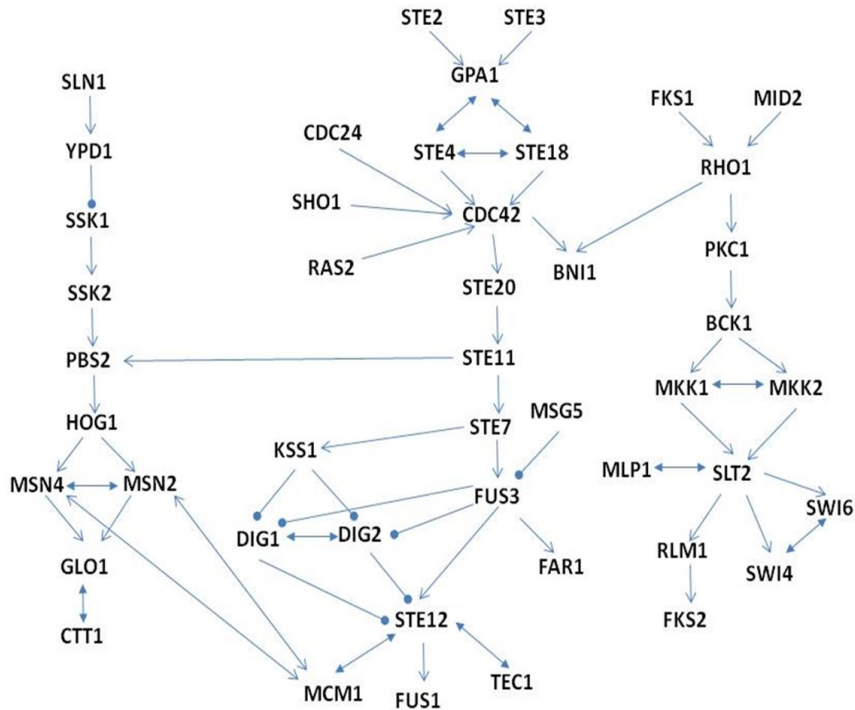 STE2
STE3
GPA1
SLN1
FKS1
MID2
CDC24
YPD1
STE4
STE18
RHO1
SHO1
SSK1
CDC42
PKC1
RAS2
BNI1
SSK2
STE20
BCK1
PBS2
STE11
MKK1
MKK2
HOG1
MSG5
STE7
KSS1
MLP1
SLT2
MSN4
MSN2
FUS3
SWI6
DIG1
DIG2
RLM1
GLO1
FAR1
SWI4
STE12
FKS2
CTT1
TEC1
MCM1
FUS1